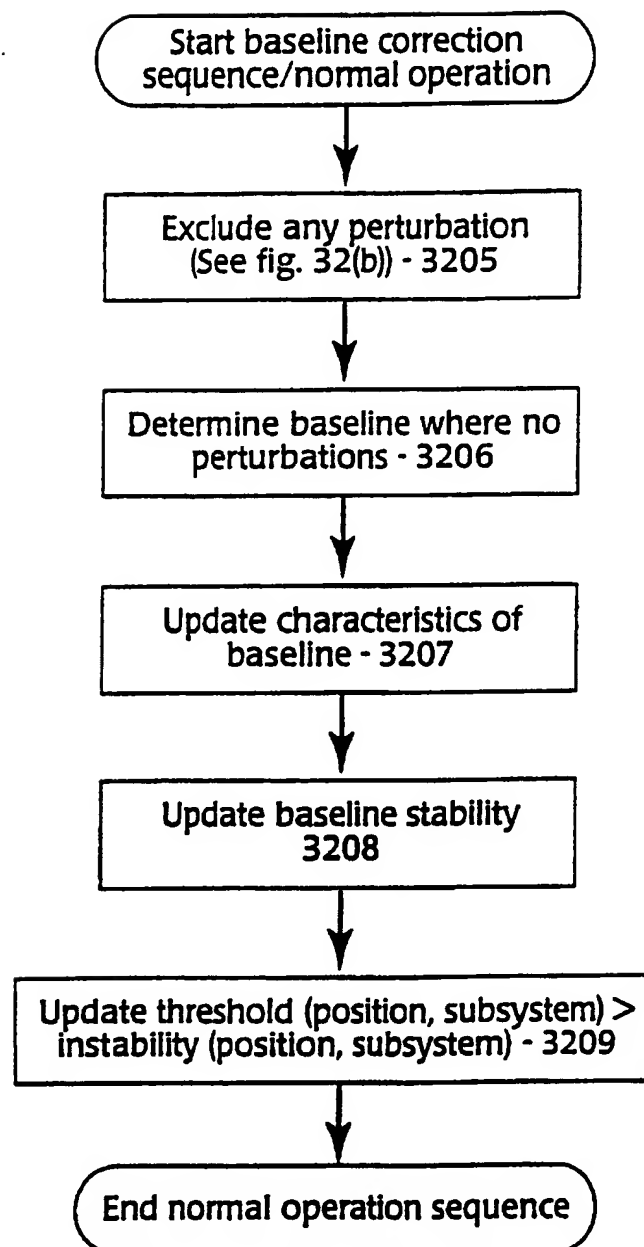 Start baseline correction
sequence/normal operation
Exclude any perturbation
(See fig. 32(b)) - 3205
Determine baseline where no
perturbations - 3206
Update characteristics of
baseline - 3207
Update baseline stability
3208
Update threshold (position, subsystem) >
instability (position, subsystem) - 3209
End normal operation sequence